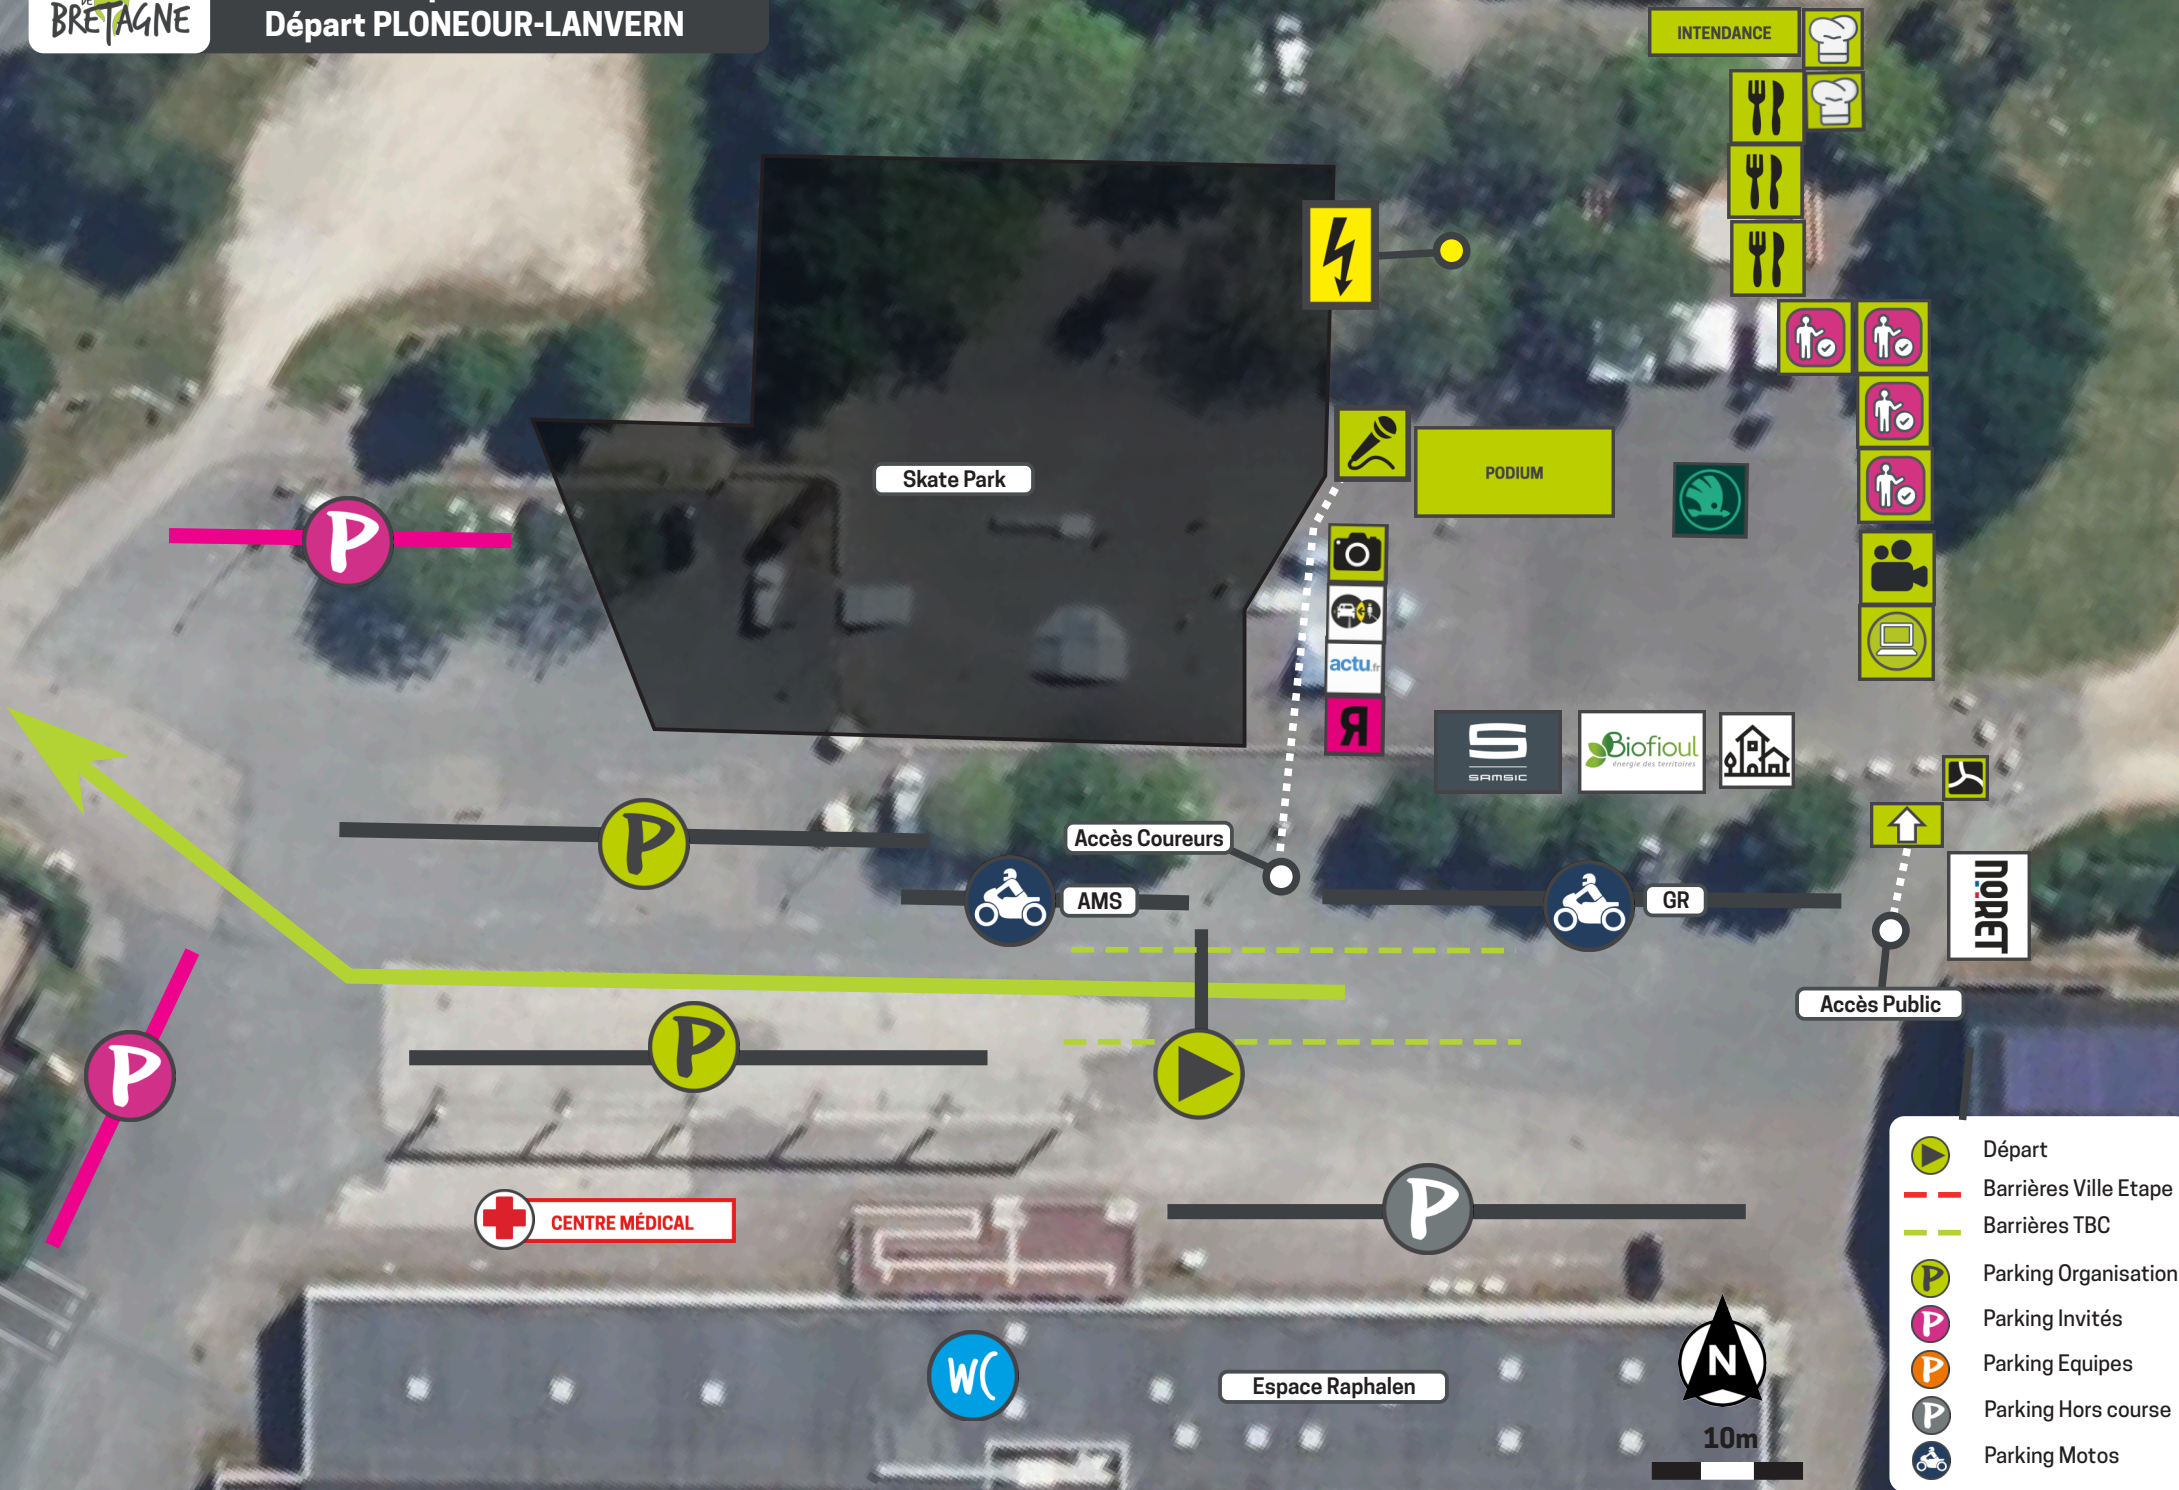 DE
BRETAGNE
Départ PLONEOUR-LANVERN
INTENDANCE
Skate Park
PODIUM
P
actu.fr
R
SAMSIC
Biofioul
énergie des territoires
P
Accès Coureurs
AMS
GR
NORET
Accès Public
P
P
CENTRE MÉDICAL
P
WC
Espace Raphalen
N
10m
Départ
Barrières Ville Etape
Barrières TBC
P Parking Organisation
P Parking Invités
P Parking Equipes
P Parking Hors course
Parking Motos